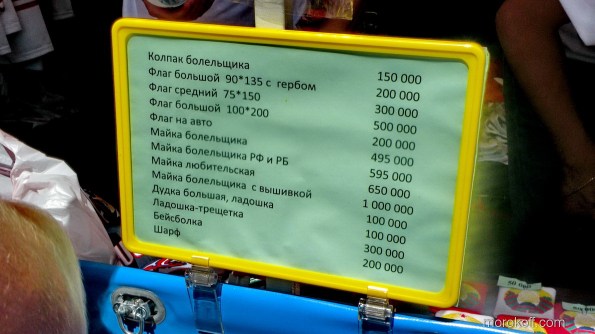 Колпак болельщика 150 000
Флаг большой 90*135 с гербом 200 000
Флаг средний 75*150 300 000
Флаг большой 100*200 500 000
Флаг на авто 200 000
Майка болельщика 495 000
Майка болельщика РФ и РБ 595 000
Майка любительская 650 000
Майка болельщика с вышивкой 1 000 000
Дудка большая, ладошка 100 000
Ладошка-трещетка 100 000
Бейсболка 300 000
Шарф 200 000
morokoff.com